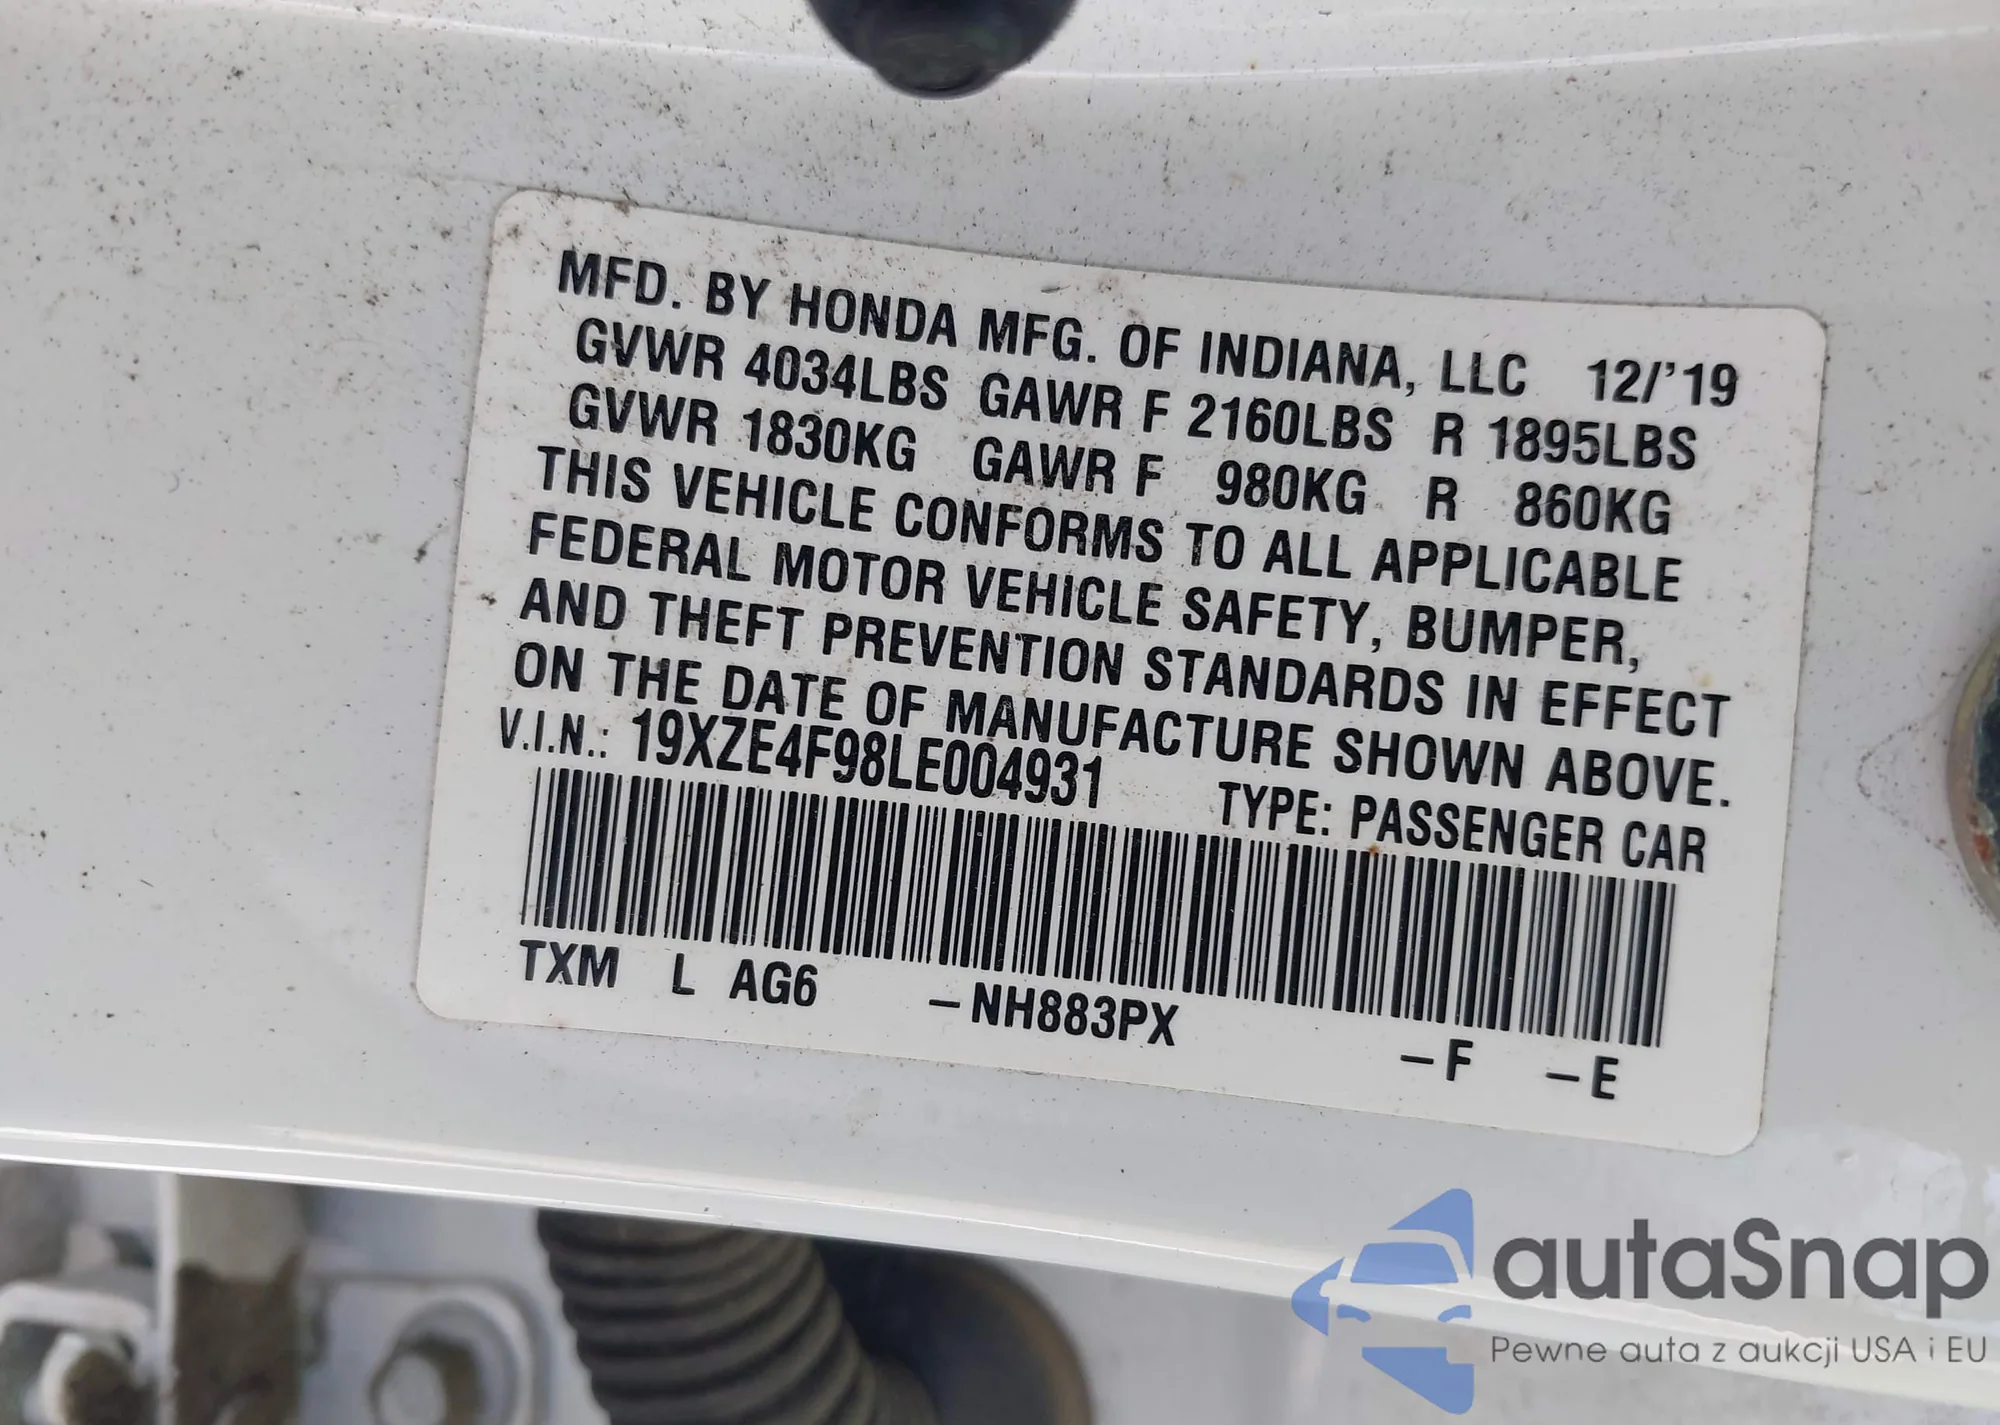 MFD. BY HONDA MFG. OF INDIANA, LLC 12/'19
GVWR 4034LBS GAWR F 2160LBS R 1895LBS
GVWR 1830KG GAWR F 980KG R 860KG
THIS VEHICLE CONFORMS TO ALL APPLICABLE
FEDERAL MOTOR VEHICLE SAFETY, BUMPER,
AND THEFT PREVENTION STANDARDS IN EFFECT
ON THE DATE OF MANUFACTURE SHOWN ABOVE.
V.I.N.: 19XZE4F98LE004931 TYPE: PASSENGER CAR
TXM L AG6 –NH883PX –F –E
autaSnap
Pewne auta z aukcji USA i EU